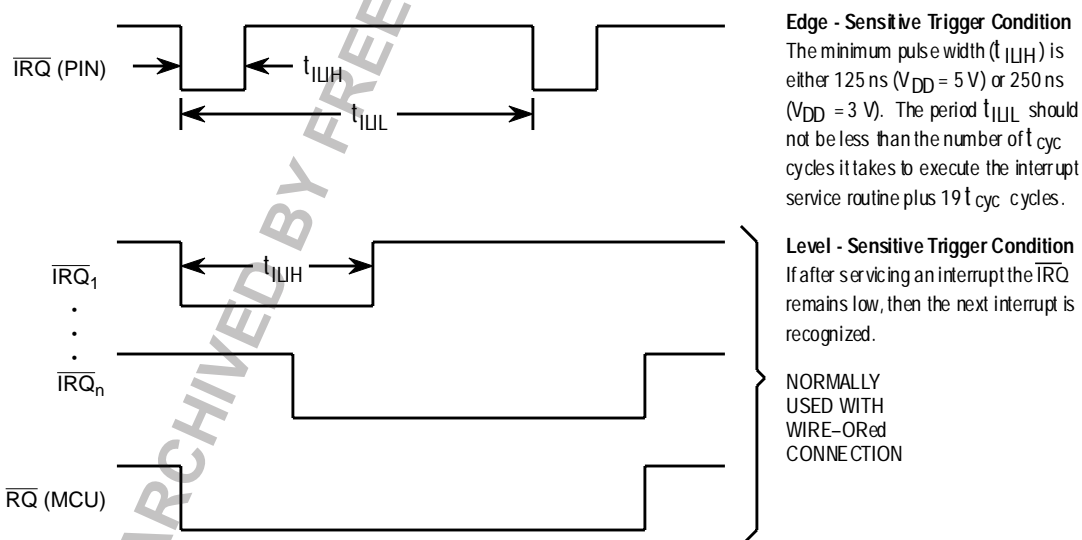 Edge - Sensitive Trigger Condition
The minimum pulse width (t ILIH) is
either 125 ns (VDD = 5 V) or 250 ns
(VDD = 3 V). The period tILIL should
not be less than the number of t cyc
cycles it takes to execute the interrupt
service routine plus 19 t cyc cycles.
IRQ (PIN)
tILIH
tILIL
Level - Sensitive Trigger Condition
If after servicing an interrupt the IRQ
remains low, then the next interrupt is
recognized.
NORMALLY
USED WITH
WIRE–ORed
CONNECTION
IRQ1
tILIH
.
.
.
IRQn
RQ (MCU)
ARCHIVED BY FREE